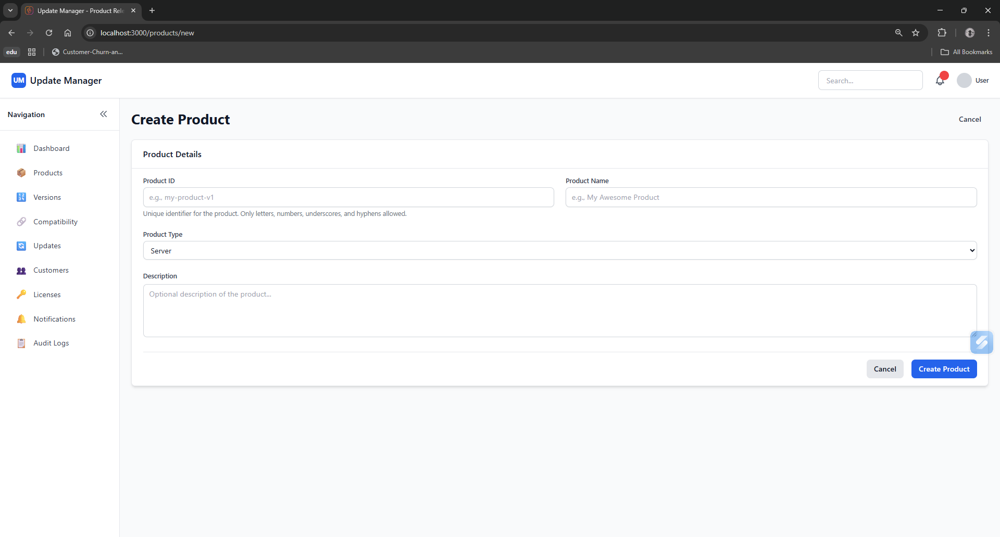 Update Manager - Product Rele
localhost:3000/products/new
edu
Customer-Churn-an...
All Bookmarks
UM Update Manager
Search...
User
Navigation
Create Product
Cancel
Dashboard
Products
Versions
Compatibility
Updates
Customers
Licenses
Notifications
Audit Logs
Product Details
Product ID
Product Name
e.g., my-product-v1
e.g., My Awesome Product
Unique identifier for the product. Only letters, numbers, underscores, and hyphens allowed.
Product Type
Server
Description
Optional description of the product...
Cancel
Create Product